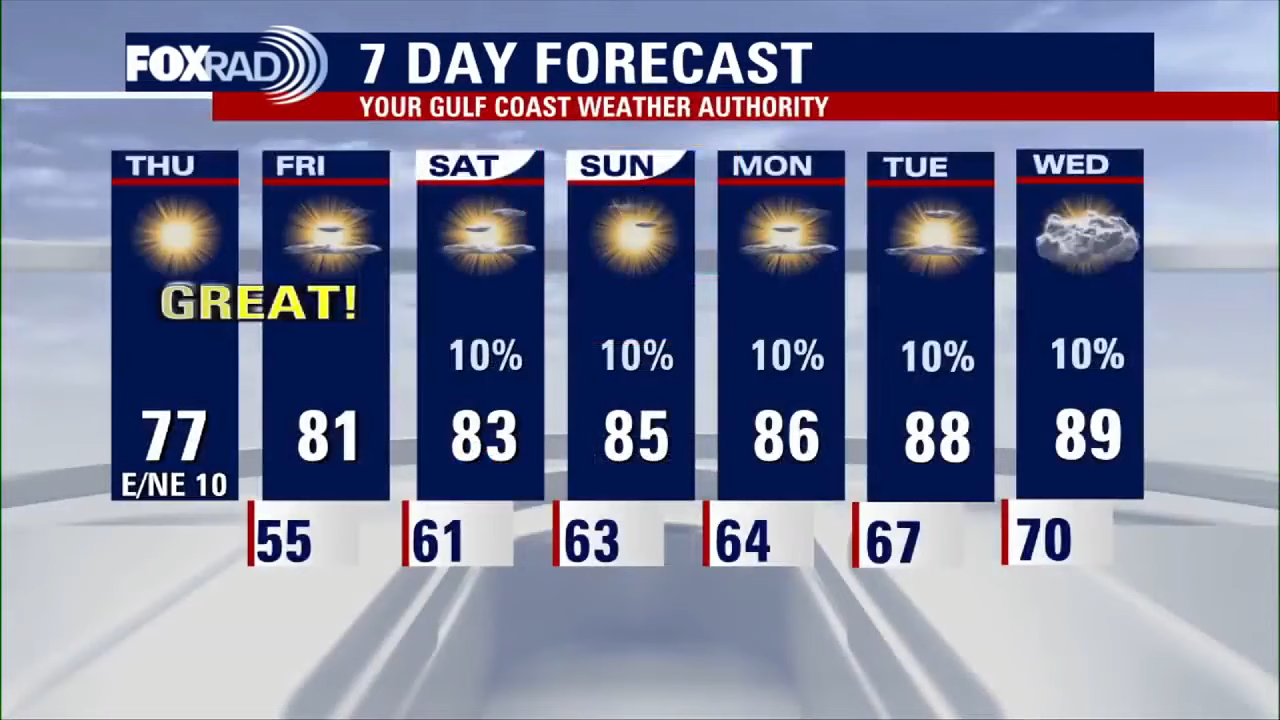 FOXRAD
7 DAY FORECAST
YOUR GULF COAST WEATHER AUTHORITY
THU FRI SAT SUN MON TUE WED
GREAT!
10% 10% 10% 10% 10%
77 81 83 85 86 88 89
E/NE 10
55 61 63 64 67 70